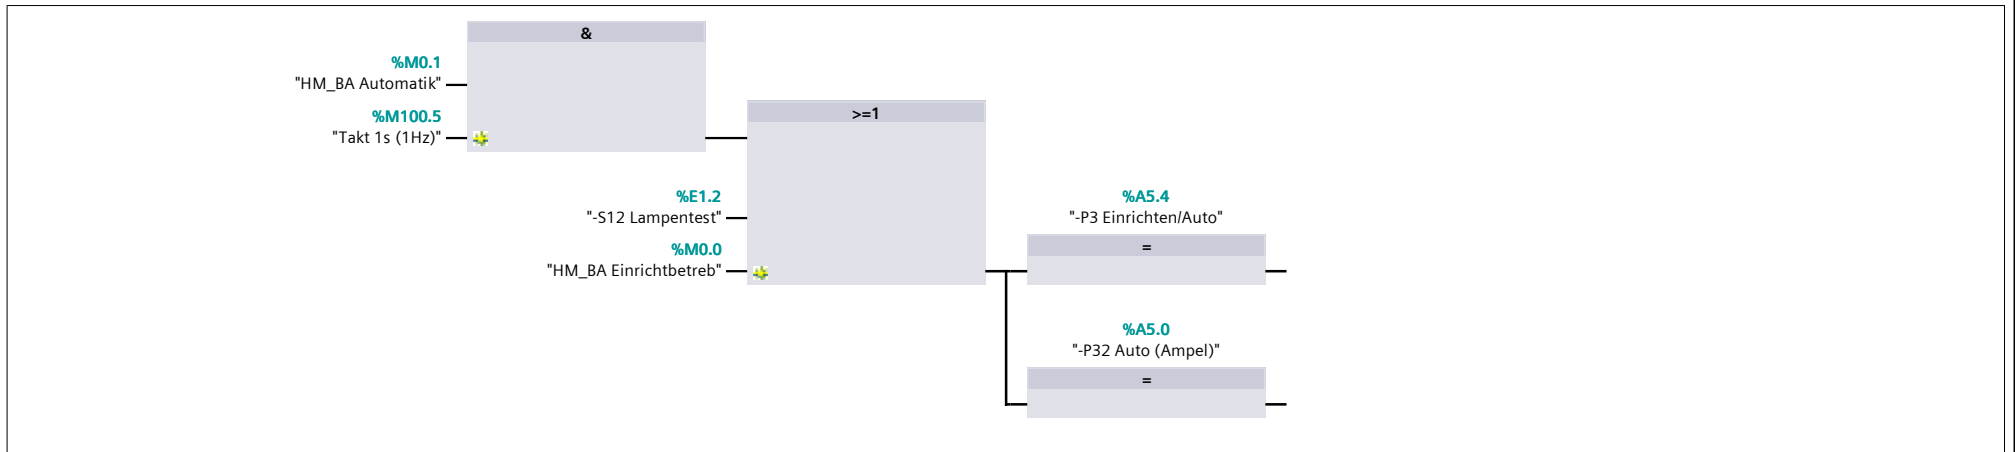 &
%M0.1
"HM_BA Automatik"
%M100.5
"Takt 1s (1Hz)"
>=1
%E1.2
"-S12 Lampentest"
%M0.0
"HM_BA Einrichtbetreb"
%A5.4
"-P3 Einrichten/Auto"
=
%A5.0
"-P32 Auto (Ampel)"
=